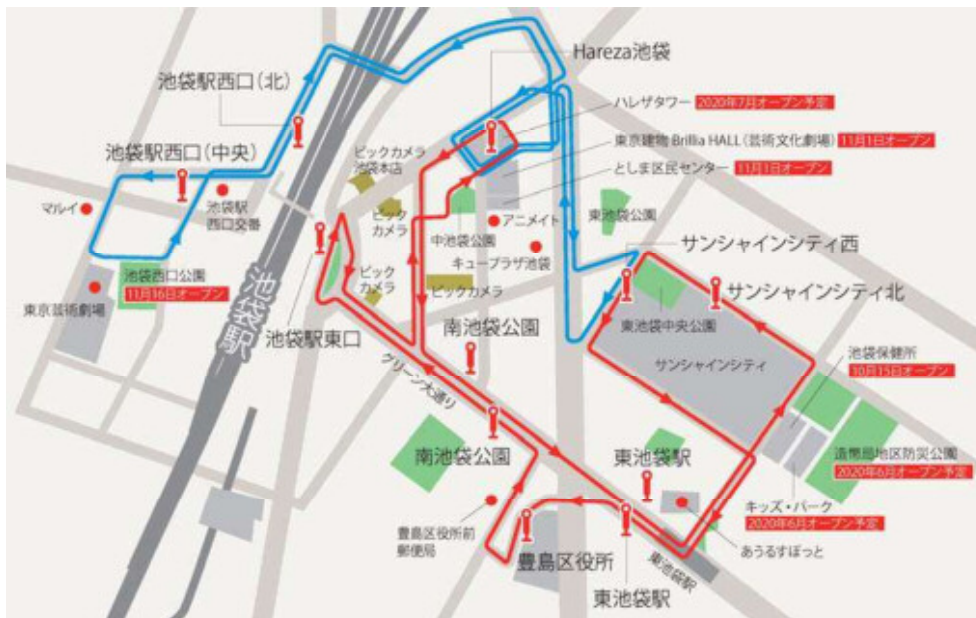 Hareza池袋
池袋駅西口(北)
ハレザタワー 2020年7月オープン予定
東京建物 Brillia HALL(芸術文化劇場) 11月1日オープン
池袋駅西口(中央)
ビックカメラ
池袋本店
としま区民センター 11月1日オープン
マルイ
池袋駅
西口交番
ビック
カメラ
中池袋公園
アニメイト
東池袋公園
キュープラザ池袋
サンシャインシティ西
池袋西口公園
11月16日オープン
ビック
カメラ
ビックカメラ
サンシャインシティ北
東京芸術劇場
池袋駅
池袋駅東口
南池袋公園
東池袋中央公園
サンシャインシティ
池袋保健所
10月15日オープン
グリーン大通り
南池袋公園
東池袋駅
造幣局地区防災公園
2020年6月オープン予定
キッズ・パーク
2020年6月オープン予定
豊島区役所前
郵便局
豊島区役所
東池袋駅
あうるすぽっと
東池袋駅